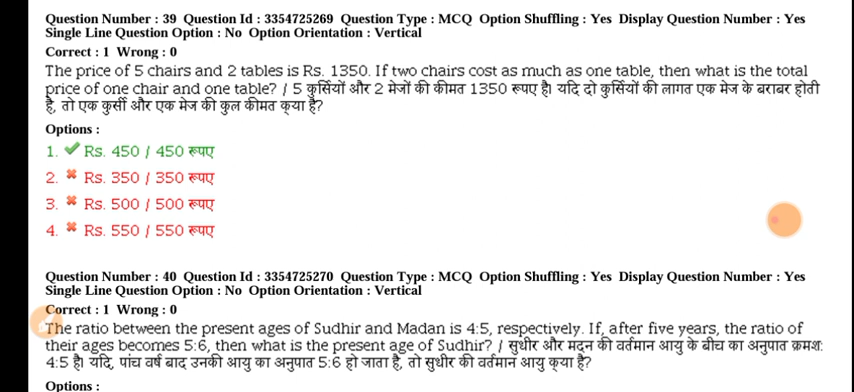 Question Number : 39 Question Id : 3354725269 Question Type : MCQ Option Shuffling : Yes Display Question Number : Yes
Single Line Question Option : No Option Orientation : Vertical
Correct : 1 Wrong : 0
The price of 5 chairs and 2 tables is Rs. 1350. If two chairs cost as much as one table, then what is the total
price of one chair and one table? / 5 कुर्सियों और 2 मेजों की कीमत 1350 रूपए है। यदि दो कुर्सियों की लागत एक मेज के बराबर होती
है, तो एक कुर्सी और एक मेज की कुल कीमत क्या है?
Options :
1. ✔ Rs. 450 / 450 रूपए
2. ✖ Rs. 350 / 350 रूपए
3. ✖ Rs. 500 / 500 रूपए
4. ✖ Rs. 550 / 550 रूपए
Question Number : 40 Question Id : 3354725270 Question Type : MCQ Option Shuffling : Yes Display Question Number : Yes
Single Line Question Option : No Option Orientation : Vertical
Correct : 1 Wrong : 0
The ratio between the present ages of Sudhir and Madan is 4:5, respectively. If, after five years, the ratio of
their ages becomes 5:6, then what is the present age of Sudhir? / सुधीर और मदन की वर्तमान आयु के बीच का अनुपात क्रमश:
4:5 है। यदि, पांच वर्ष बाद उनकी आयु का अनुपात 5:6 हो जाता है, तो सुधीर की वर्तमान आयु क्या है?
Options :